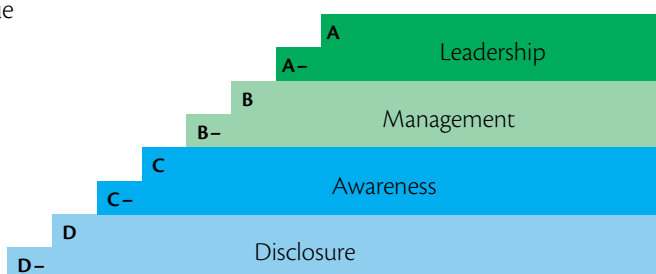 A
Leadership
A–
B
Management
B–
C
Awareness
C–
D
Disclosure
D–